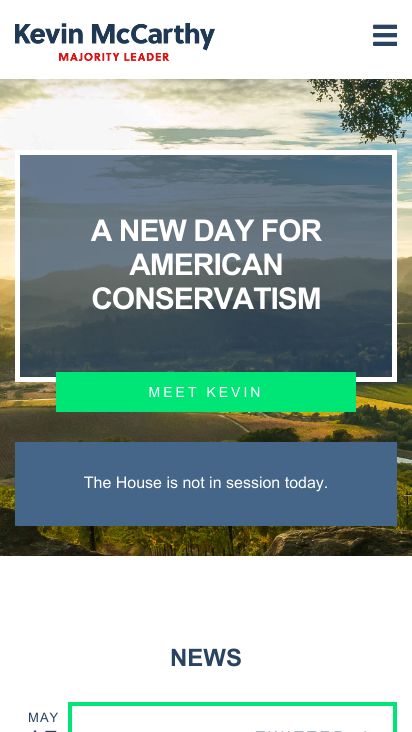 Kevin McCarthy
MAJORITY LEADER
A NEW DAY FOR
AMERICAN
CONSERVATISM
MEET KEVIN
The House is not in session today.
NEWS
MAY